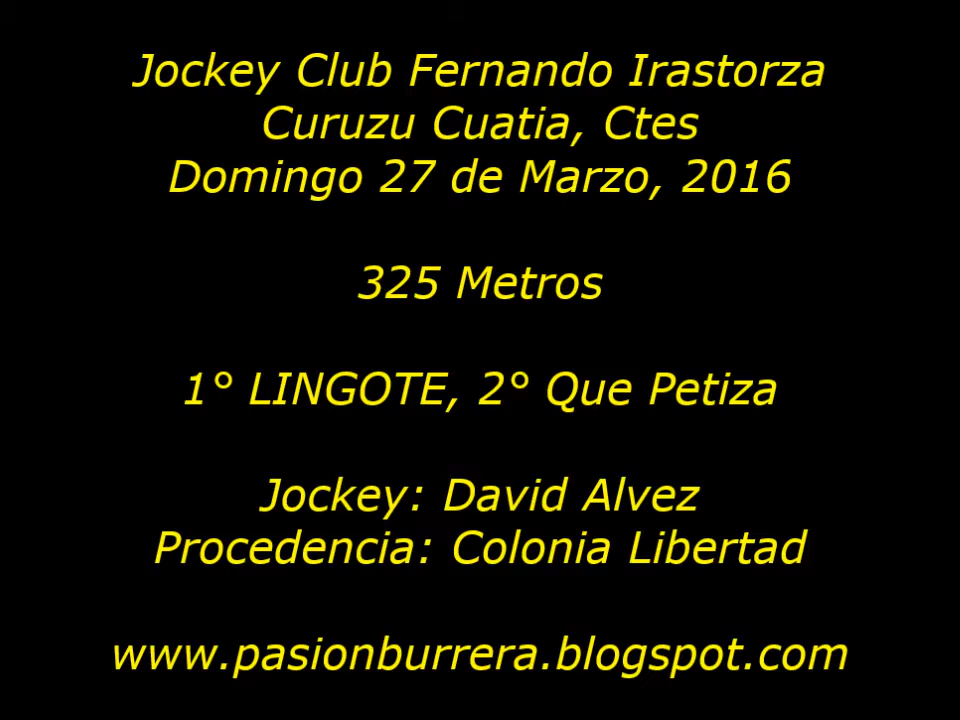 Jockey Club Fernando Irastorza
Curuzu Cuatia, Ctes
Domingo 27 de Marzo, 2016
325 Metros
1° LINGOTE, 2° Que Petiza
Jockey: David Alvez
Procedencia: Colonia Libertad
www.pasionburrera.blogspot.com